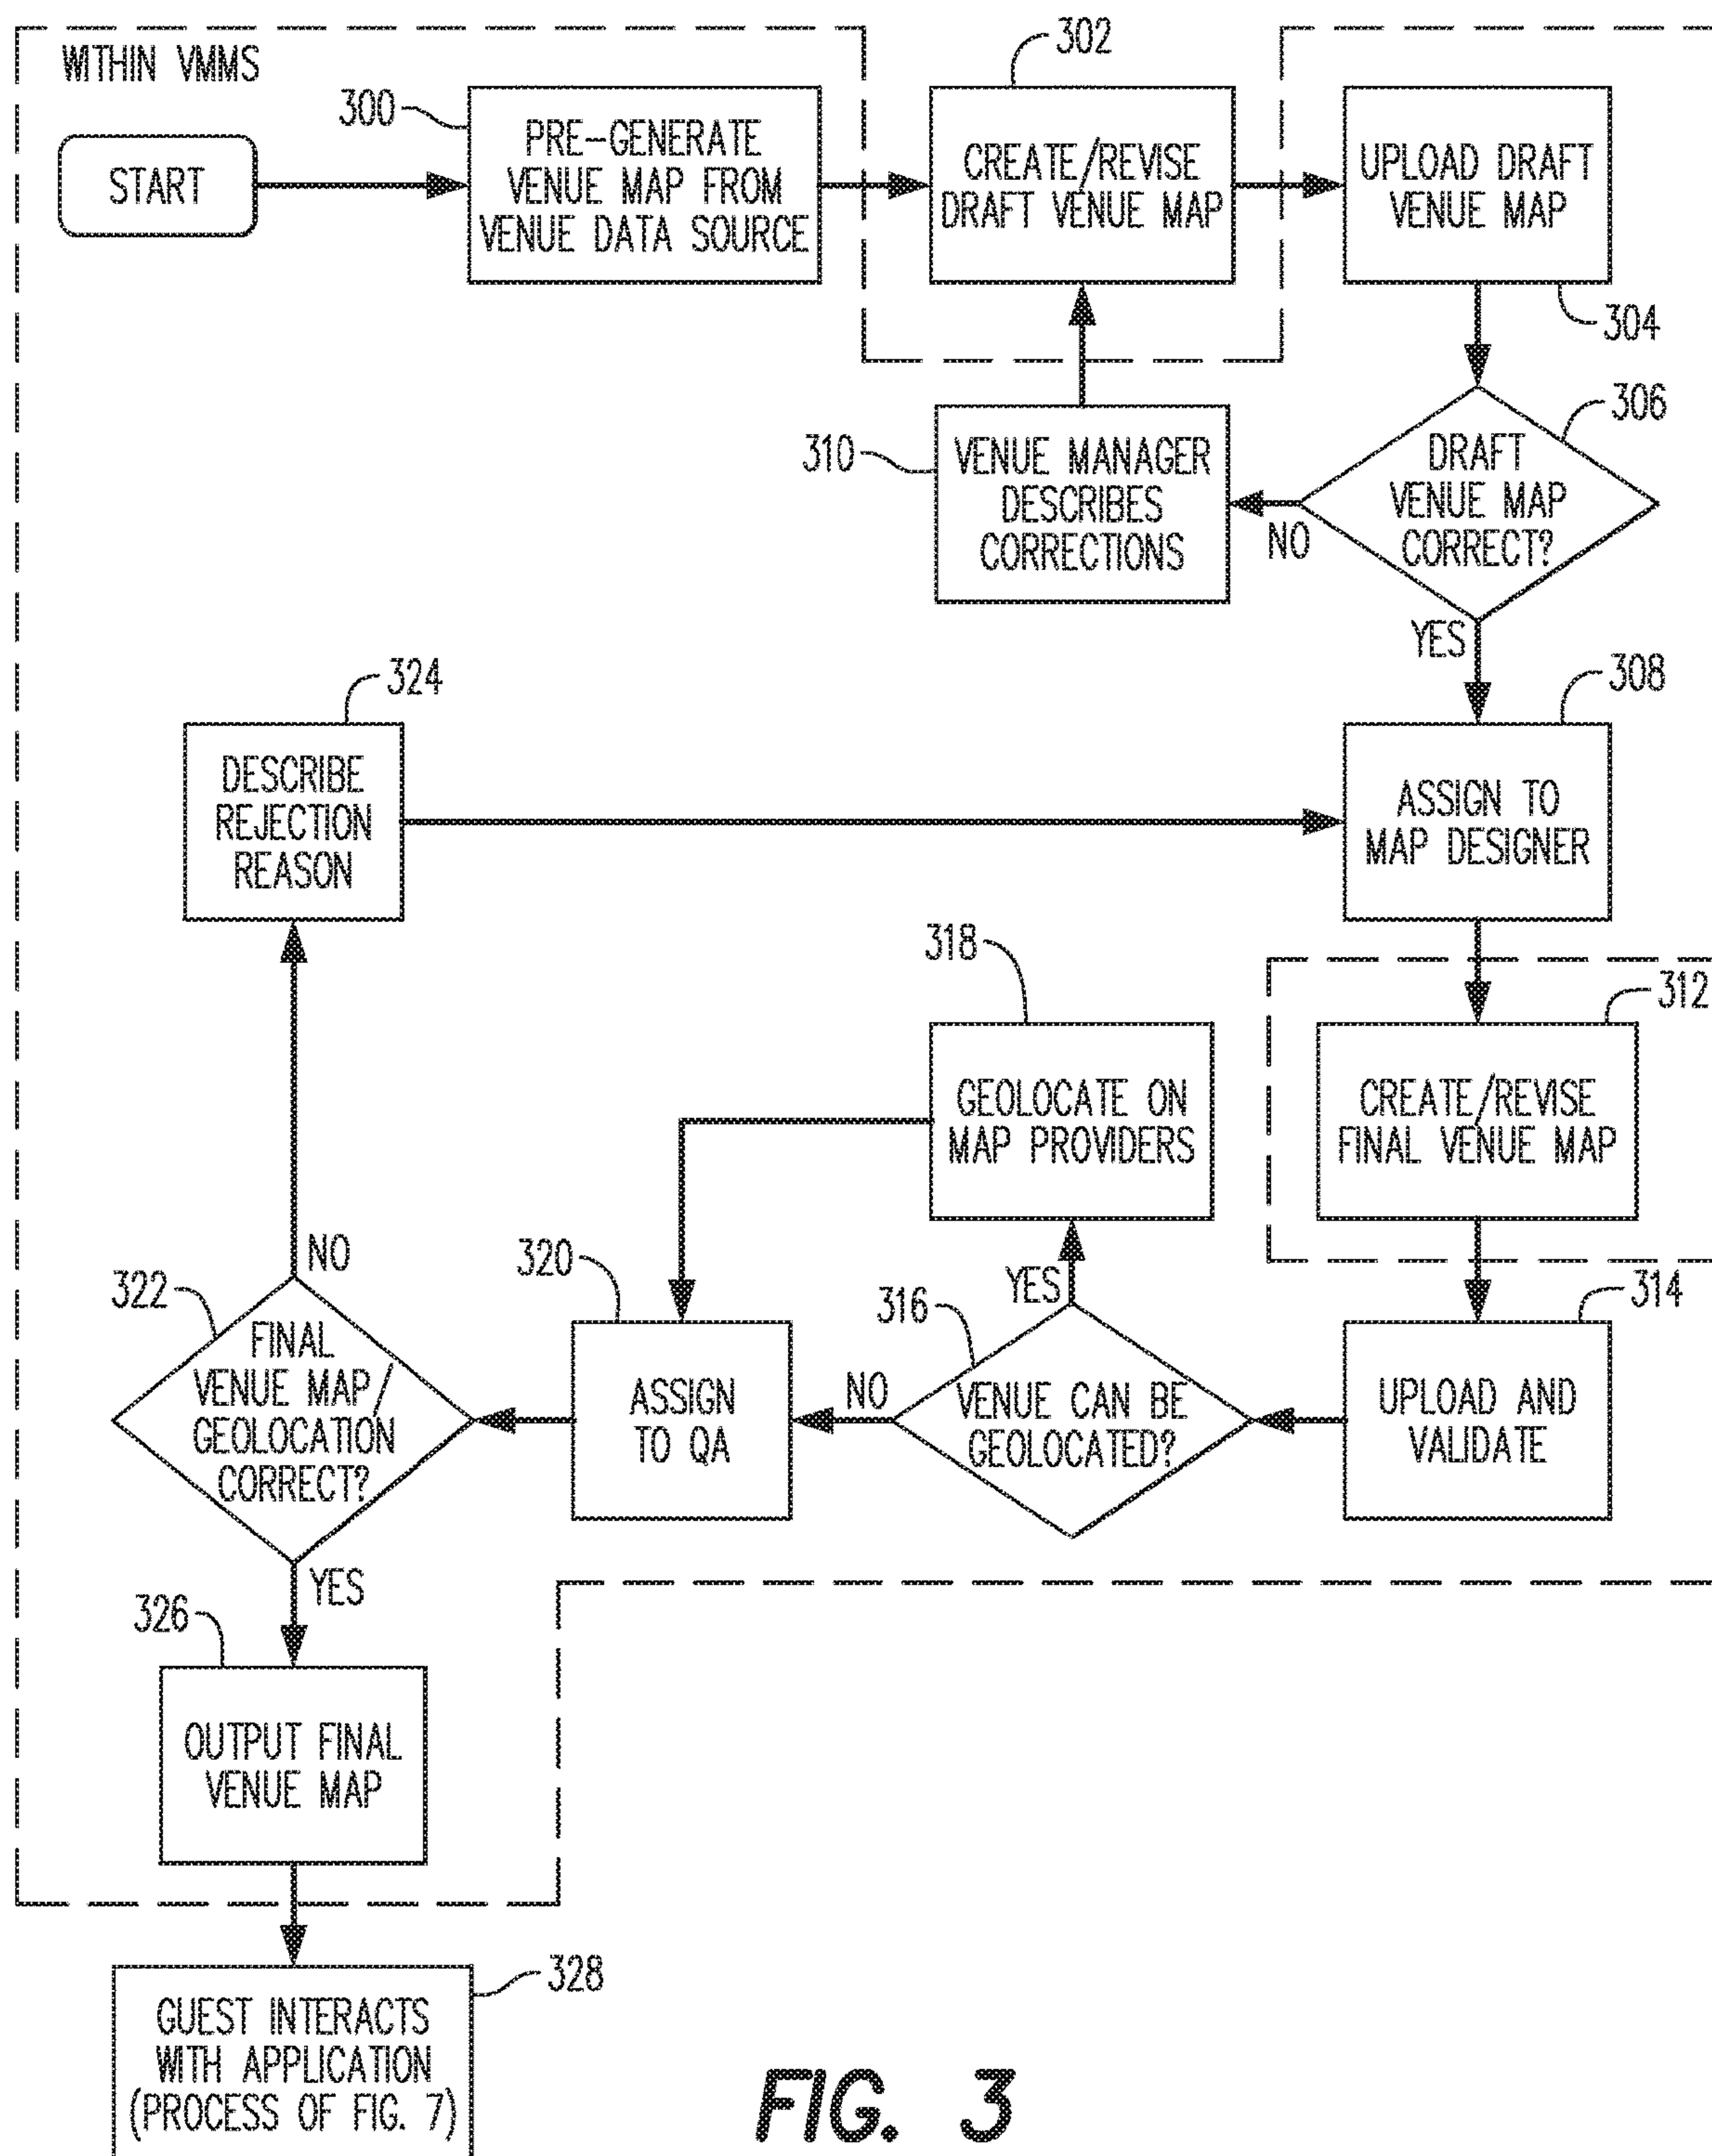 WITHIN VMMS
START
300
PRE-GENERATE
VENUE MAP FROM
VENUE DATA SOURCE
302
CREATE/REVISE
DRAFT VENUE MAP
UPLOAD DRAFT
VENUE MAP
304
306
DRAFT
VENUE MAP
CORRECT?
NO
YES
310
VENUE MANAGER
DESCRIBES
CORRECTIONS
308
ASSIGN TO
MAP DESIGNER
324
DESCRIBE
REJECTION
REASON
312
CREATE/REVISE
FINAL VENUE MAP
314
UPLOAD AND
VALIDATE
318
GEOLOCATE ON
MAP PROVIDERS
YES
316
VENUE CAN BE
GEOLOCATED?
NO
320
ASSIGN
TO QA
NO
322
FINAL
VENUE MAP/
GEOLOCATION
CORRECT?
YES
326
OUTPUT FINAL
VENUE MAP
328
GUEST INTERACTS
WITH APPLICATION
(PROCESS OF FIG. 7)
FIG. 3